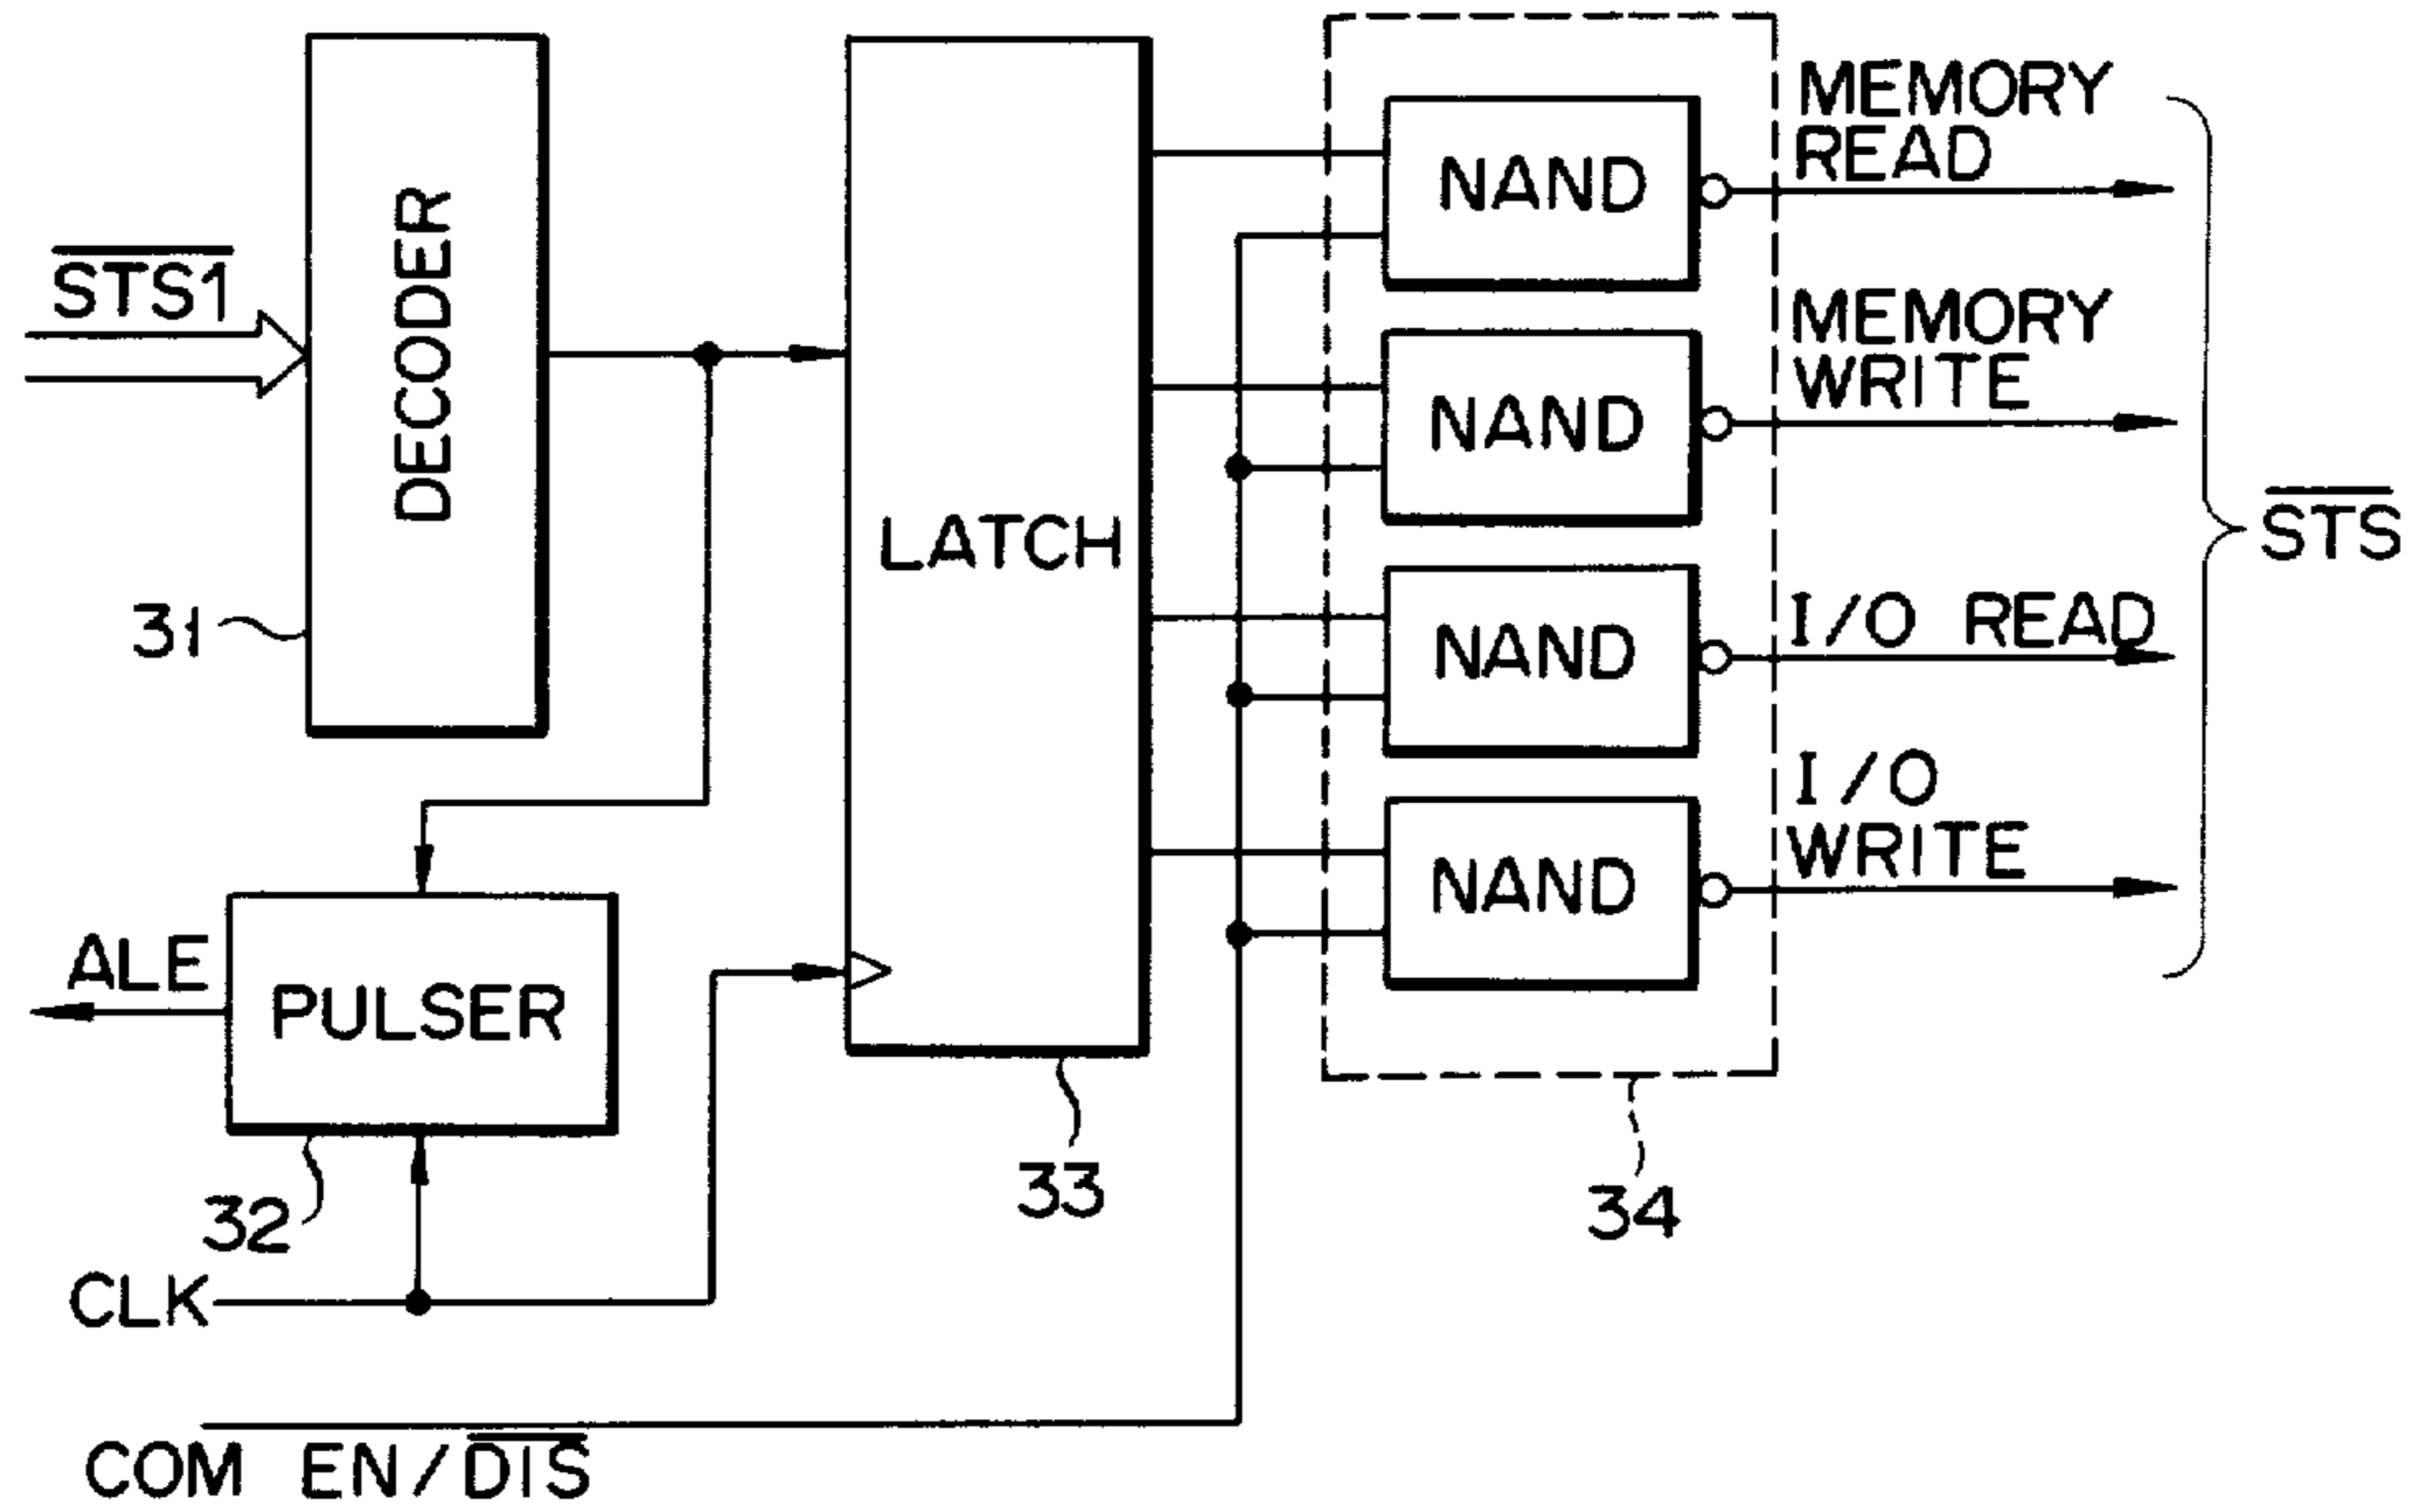 STS1
DECODER
31
LATCH
33
PULSER
32
ALE
CLK
COM EN/DIS
NAND
NAND
NAND
NAND
34
MEMORY
READ
MEMORY
WRITE
I/O READ
I/O
WRITE
STS